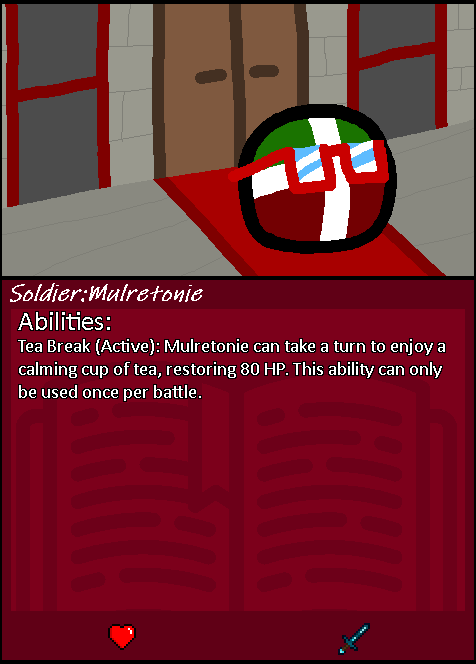 Soldier:Mulretonie
Abilities:
Tea Break (Active): Mulretonie can take a turn to enjoy a
calming cup of tea, restoring 80 HP. This ability can only
be used once per battle.